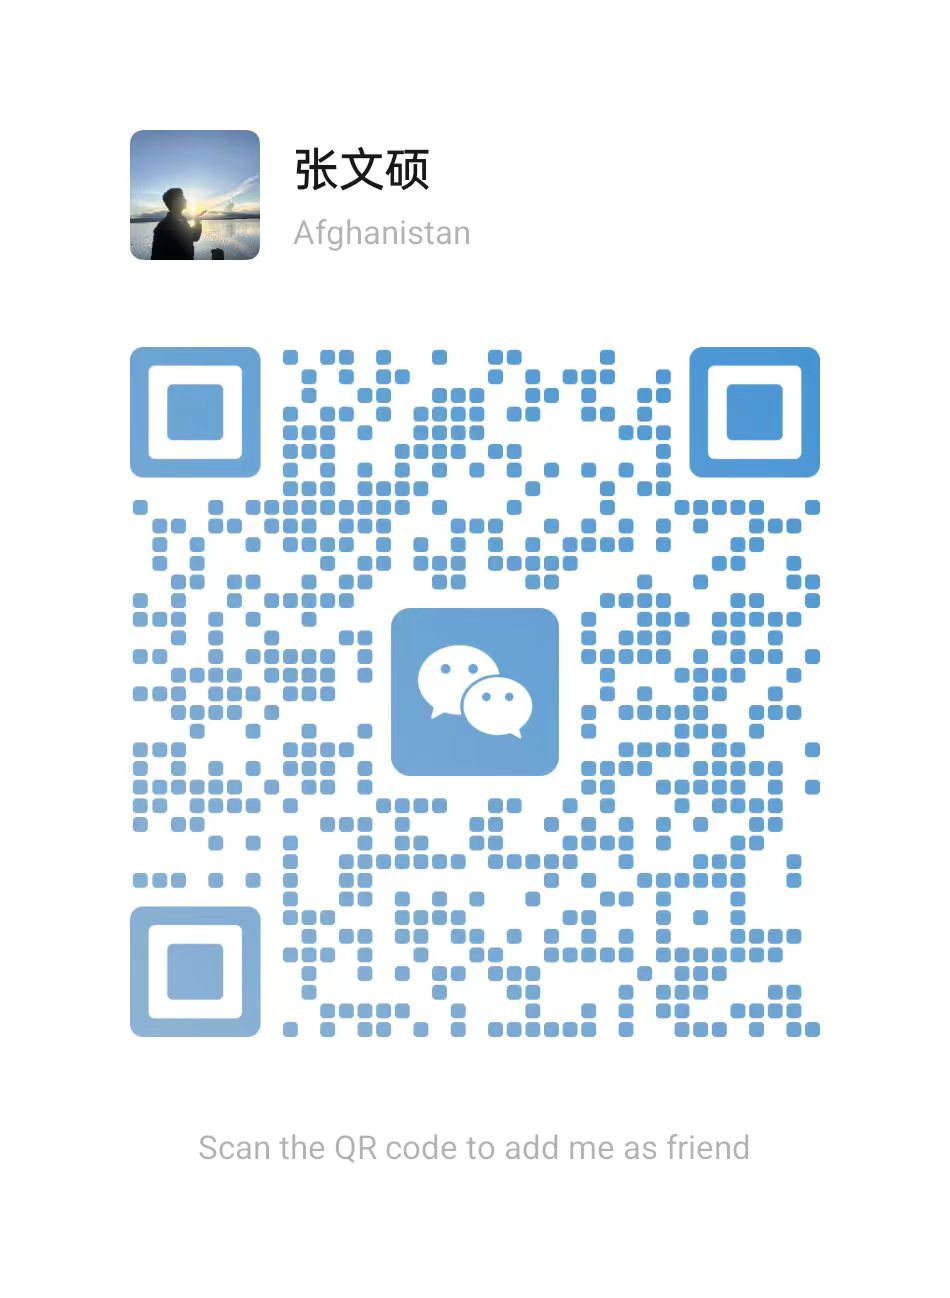 张文硕
Afghanistan
Scan the QR code to add me as friend